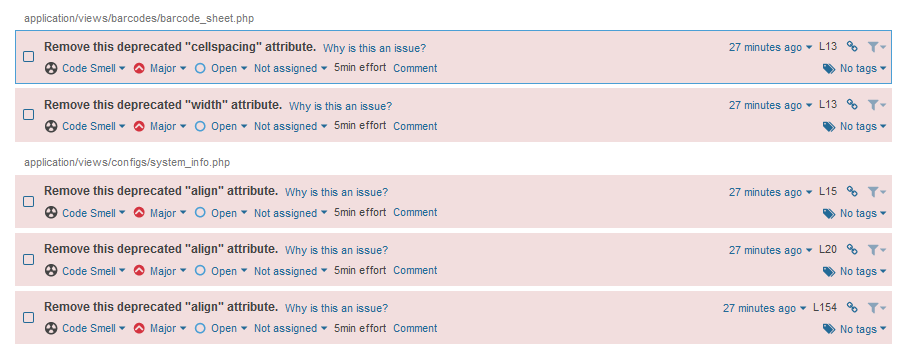 application/views/barcodes/barcode_sheet.php
Remove this deprecated "cellspacing" attribute. Why is this an issue? 27 minutes ago L13
Code Smell Major Open Not assigned 5min effort Comment No tags
Remove this deprecated "width" attribute. Why is this an issue? 27 minutes ago L13
Code Smell Major Open Not assigned 5min effort Comment No tags
application/views/configs/system_info.php
Remove this deprecated "align" attribute. Why is this an issue? 27 minutes ago L15
Code Smell Major Open Not assigned 5min effort Comment No tags
Remove this deprecated "align" attribute. Why is this an issue? 27 minutes ago L20
Code Smell Major Open Not assigned 5min effort Comment No tags
Remove this deprecated "align" attribute. Why is this an issue? 27 minutes ago L154
Code Smell Major Open Not assigned 5min effort Comment No tags